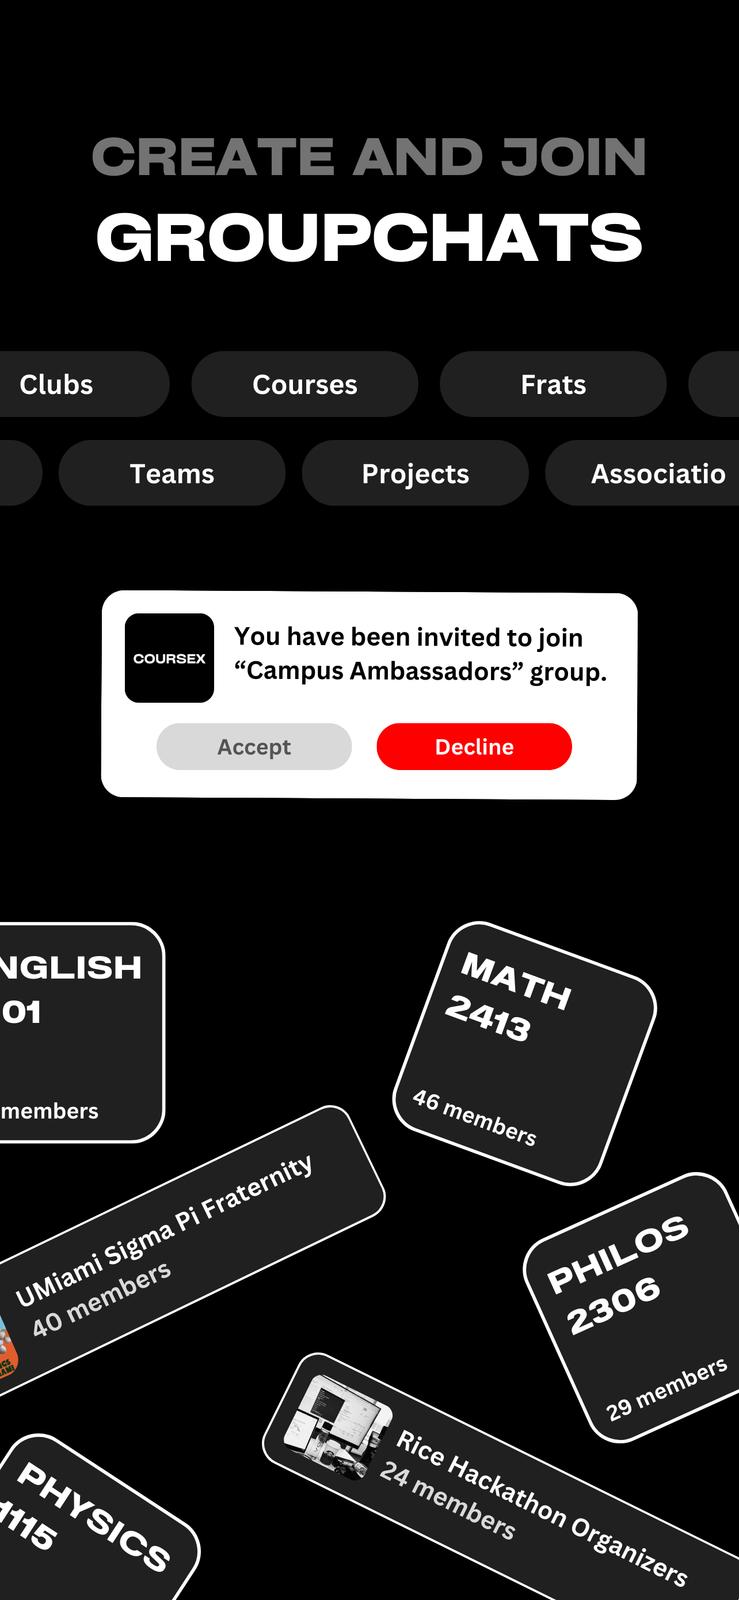 CREATE AND JOIN
GROUPCHATS
Clubs
Courses
Frats
Teams
Projects
Associatio
COURSEX
You have been invited to join
“Campus Ambassadors” group.
Accept
Decline
NGLISH
01
members
MATH
2413
46 members
UMiami Sigma Pi Fraternity
40 members
PHILOS
2306
29 members
Rice Hackathon Organizers
24 members
PHYSICS
1115